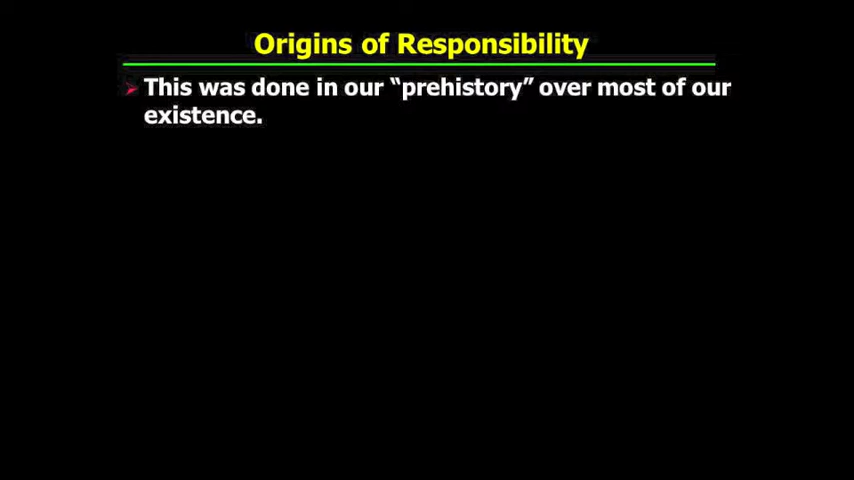 Origins of Responsibility
This was done in our “prehistory” over most of our
existence.